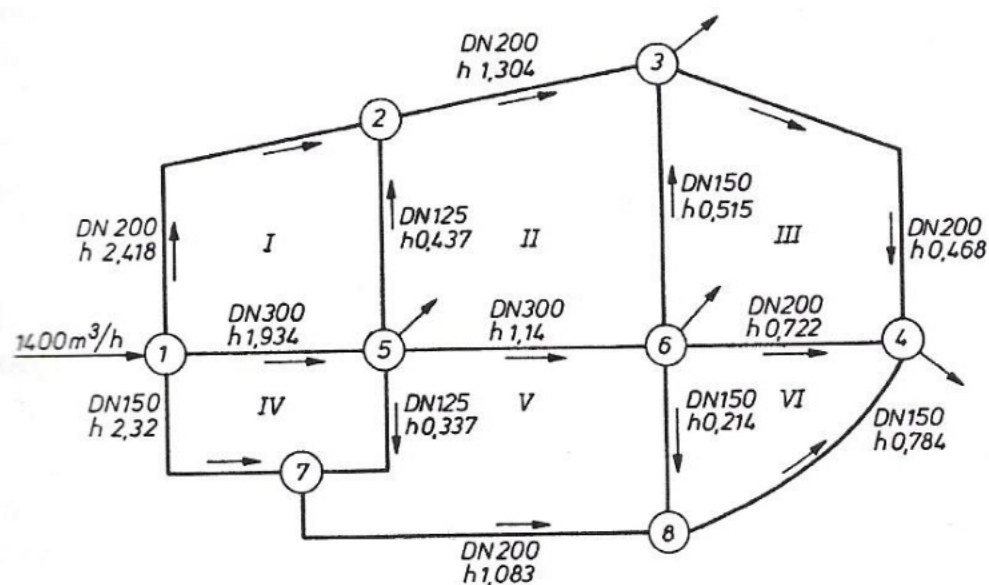 DN200
h 1,304
3
2
DN 200
h 2,418
I
DN125
h0,437
II
DN150
h0,515
III
DN200
h0,468
1400m³/h
1
DN300
h1,934
5
DN300
h1,14
6
DN200
h0,722
4
DN150
h 2,32
IV
DN125
h0,337
V
DN150
h0,214
VI
DN150
h0,784
7
8
DN200
h1,083